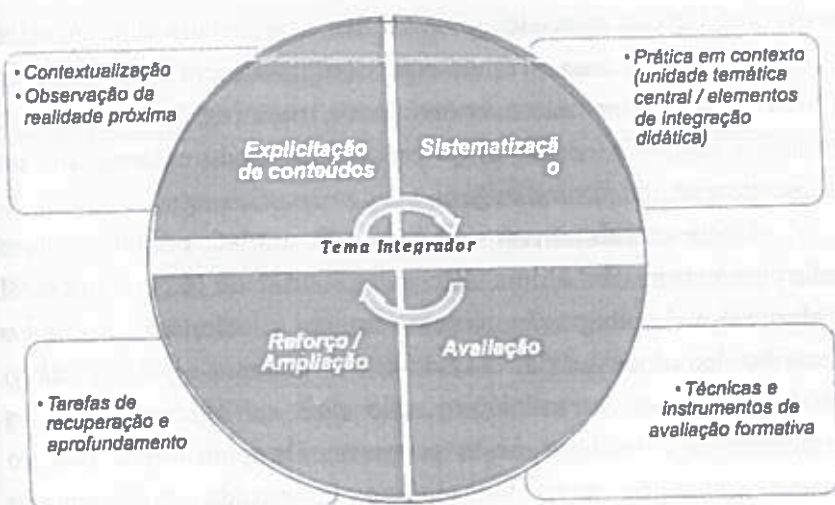 • Contextualização
• Observação da
realidade próxima
• Prática em contexto
(unidade temática
central / elementos
de integração
didática)
Explicitação
de conteúdos
Sistematizaçã
o
Tema Integrador
Reforço /
Ampliação
Avaliação
• Tarefas de
recuperação e
aprofundamento
• Técnicas e
instrumentos de
avaliação formativa